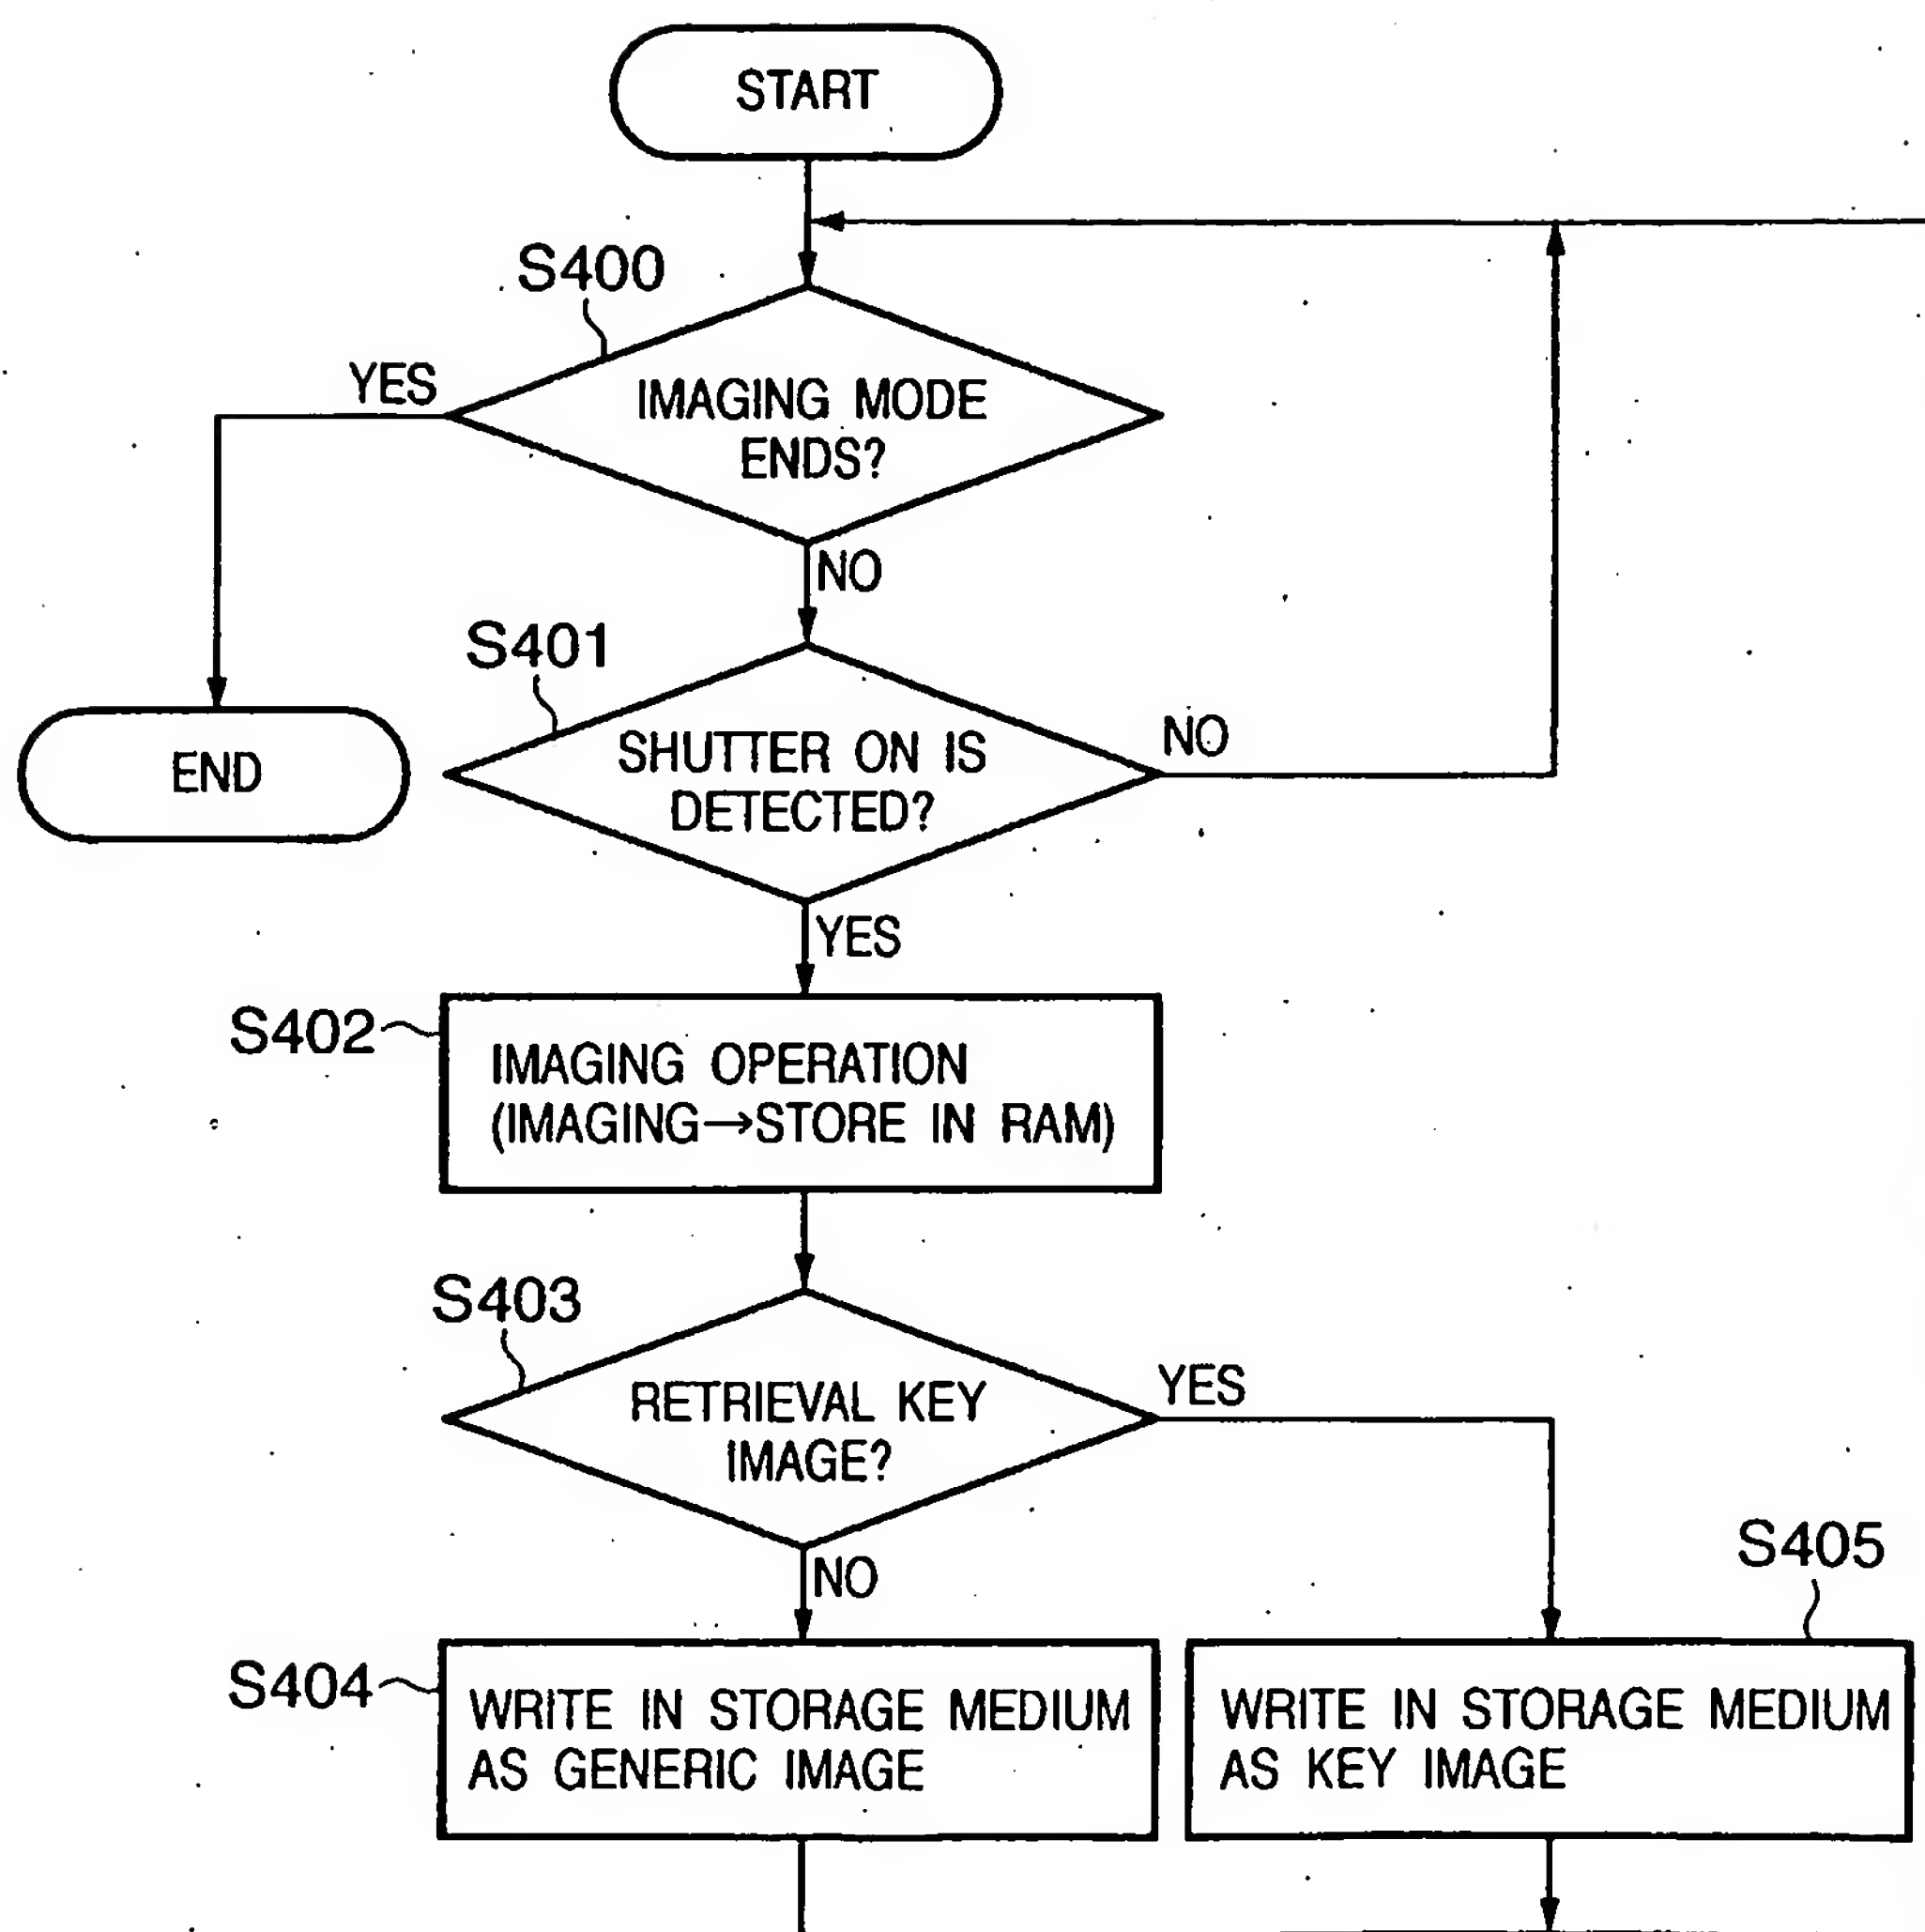 START
S400
YES
IMAGING MODE
ENDS?
NO
S401
END
SHUTTER ON IS
DETECTED?
NO
YES
S402
IMAGING OPERATION
(IMAGING→STORE IN RAM)
S403
RETRIEVAL KEY
IMAGE?
YES
NO
S405
S404
WRITE IN STORAGE MEDIUM
AS GENERIC IMAGE
WRITE IN STORAGE MEDIUM
AS KEY IMAGE